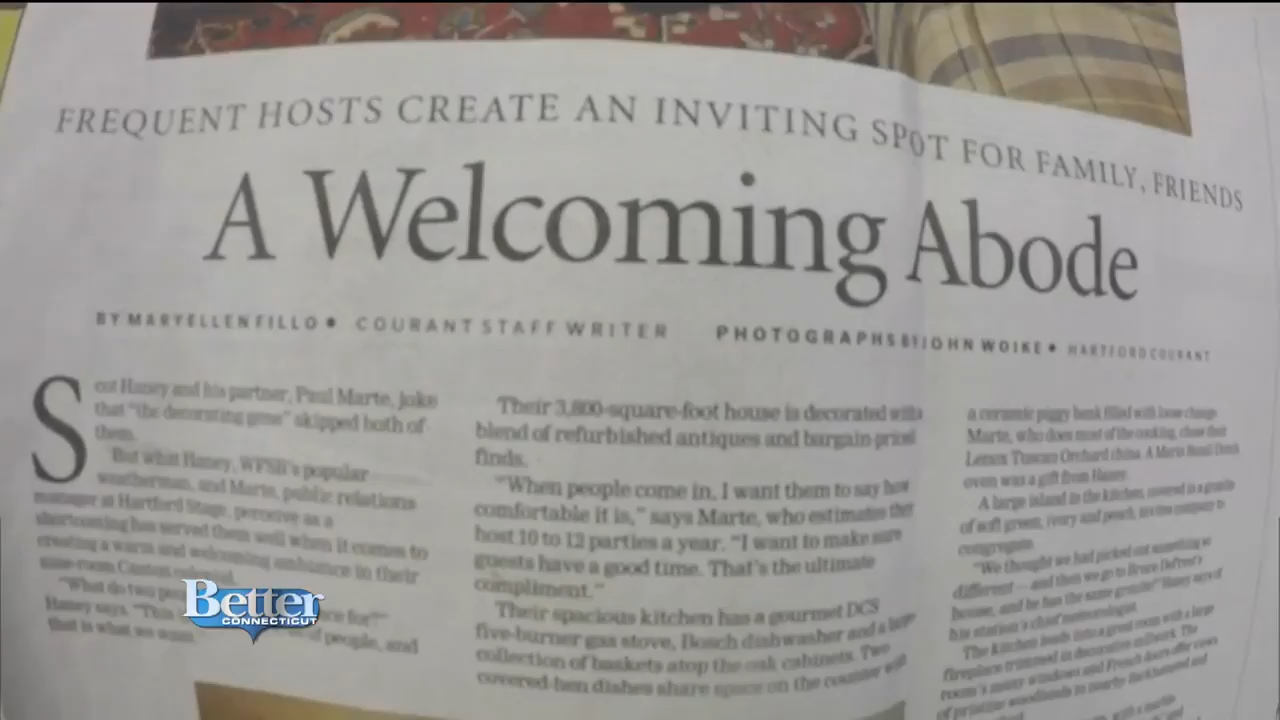 FREQUENT HOSTS CREATE AN INVITING SPOT FOR FAMILY, FRIENDS
A Welcoming Abode
BY MARYELLEN FILLO • COURANT STAFF WRITER PHOTOGRAPHS BY JOHN WOIKE • HARTFORD COURANT
Scot Haney and his partner, Paul Marte, joke
that "the decorating gene" skipped both of
them.
But what Haney, WFSB's popular
weatherman, and Marte, public relations
manager at Hartford Stage, perceive as a
shortcoming has served them well when it comes to
creating a warm and welcoming ambiance in their
nine-room Canton colonial.
"What do two
Haney says. "This of people, and
that is what we want.
Their 3,800-square-foot house is decorated with
blend of refurbished antiques and bargain-priced
finds.
"When people come in, I want them to say how
comfortable it is," says Marte, who estimates they
host 10 to 12 parties a year. "I want to make sure
guests have a good time. That's the ultimate
compliment."
Their spacious kitchen has a gourmet DCS
five-burner gas stove, Bosch dishwasher and a large
collection of baskets atop the oak cabinets. Two
covered-hen dishes share space on the counter with
a ceramic piggy bank filled with loose change.
Marte, who does most of the cooking, chose their
Lenox Tuscan Orchard china. A Mario Batali Dutch
oven was a gift from Haney.
A large island in the kitchen, covered in a granite
of soft green, ivory and peach, invites company to
congregate.
"We thought we had picked out something so
different — and then we go to Bruce DePrest's
house, and he has the same granite!" Haney says of
his station's chief meteorologist.
The kitchen leads into a great room with a large
fireplace trimmed in decorative millwork. The
room's many windows and French doors offer views
of pristine woodlands in nearby
Better
CONNECTICUT